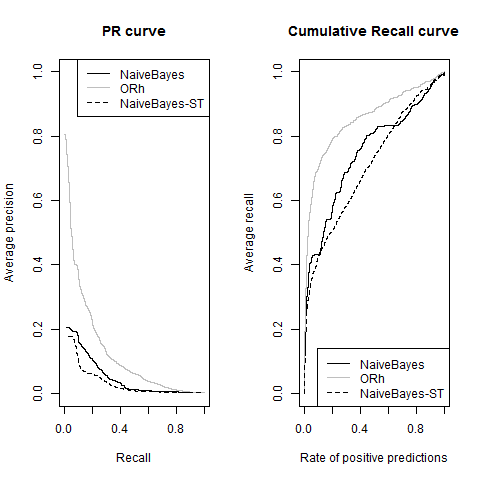 PR curve
NaiveBayes
ORh
NaiveBayes-ST
Average precision
0.0 0.2 0.4 0.6 0.8 1.0
0.0 0.4 0.8
Recall
Cumulative Recall curve
Average recall
0.0 0.2 0.4 0.6 0.8 1.0
NaiveBayes
ORh
NaiveBayes-ST
0.0 0.4 0.8
Rate of positive predictions